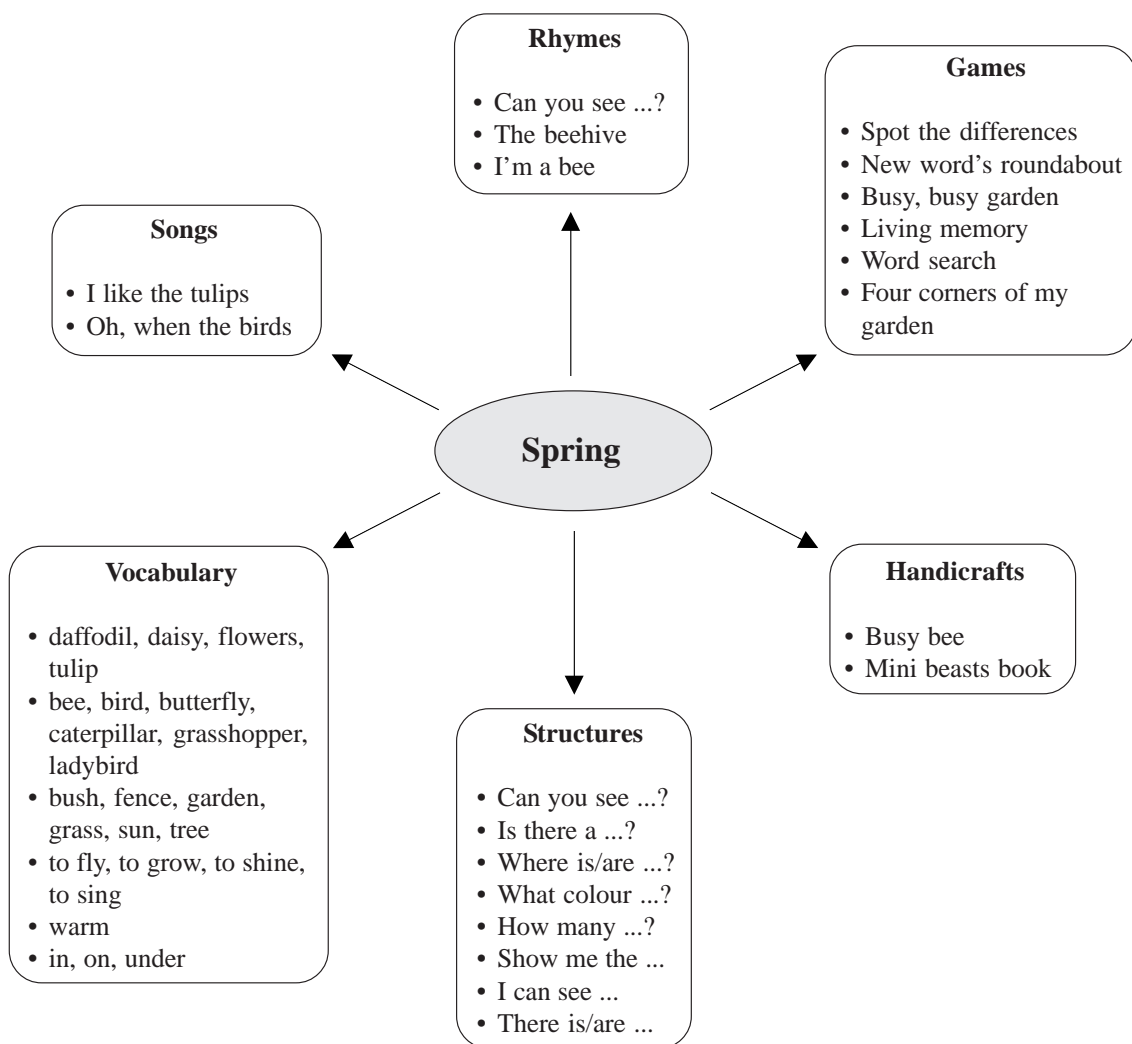 Rhymes
• Can you see ...?
• The beehive
• I'm a bee
Games
• Spot the differences
• New word's roundabout
• Busy, busy garden
• Living memory
• Word search
• Four corners of my
garden
Songs
• I like the tulips
• Oh, when the birds
Spring
Vocabulary
• daffodil, daisy, flowers,
tulip
• bee, bird, butterfly,
caterpillar, grasshopper,
ladybird
• bush, fence, garden,
grass, sun, tree
• to fly, to grow, to shine,
to sing
• warm
• in, on, under
Handicrafts
• Busy bee
• Mini beasts book
Structures
• Can you see ...?
• Is there a ...?
• Where is/are ...?
• What colour ...?
• How many ...?
• Show me the ...
• I can see ...
• There is/are ...